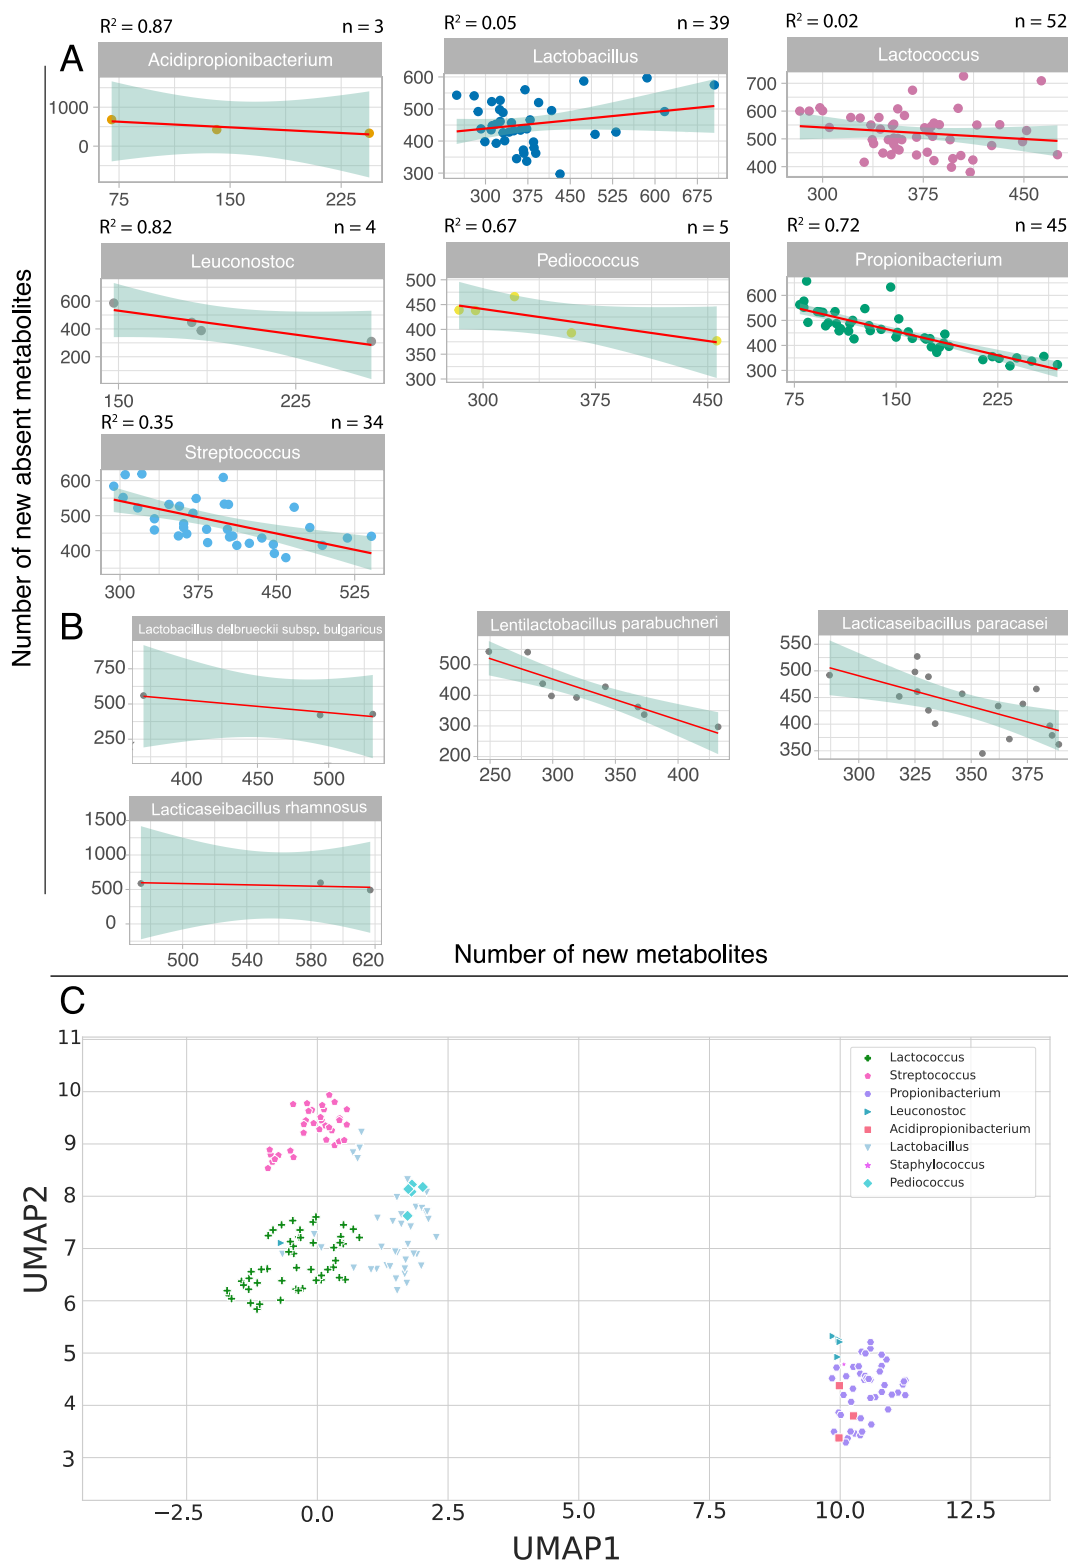 A
R² = 0.87 n = 3
Acidipropionibacterium
1000
0
75 150 225
R² = 0.05 n = 39
Lactobacillus
600
500
400
300
300 375 450 525 600 675
R² = 0.02 n = 52
Lactococcus
700
600
500
400
300 375 450
R² = 0.82 n = 4
Leuconostoc
600
400
200
150 225
R² = 0.67 n = 5
Pediococcus
500
450
400
350
300
300 375 450
R² = 0.72 n = 45
Propionibacterium
600
500
400
300
75 150 225
R² = 0.35 n = 34
Streptococcus
600
500
400
300 375 450 525
Number of new absent metabolites
B
Lactobacillus delbrueckii subsp. bulgaricus
750
500
250
400 450 500
Lentilactobacillus parabuchneri
500
400
300
200
250 300 350 400
Lacticaseibacillus paracasei
550
500
450
400
350
300 325 350 375
Lacticaseibacillus rhamnosus
1500
1000
500
0
500 540 580 620
Number of new metabolites
C
11
10
9
8
7
6
5
4
3
UMAP2
Lactococcus
Streptococcus
Propionibacterium
Leuconostoc
Acidipropionibacterium
Lactobacillus
Staphylococcus
Pediococcus
−2.5 0.0 2.5 5.0 7.5 10.0 12.5
UMAP1